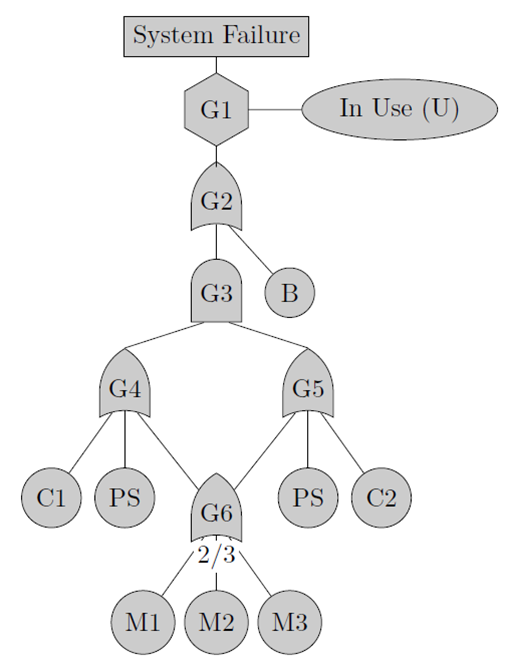 System Failure
G1
In Use (U)
G2
G3
B
G4
G5
C1
PS
G6
PS
C2
2/3
M1
M2
M3